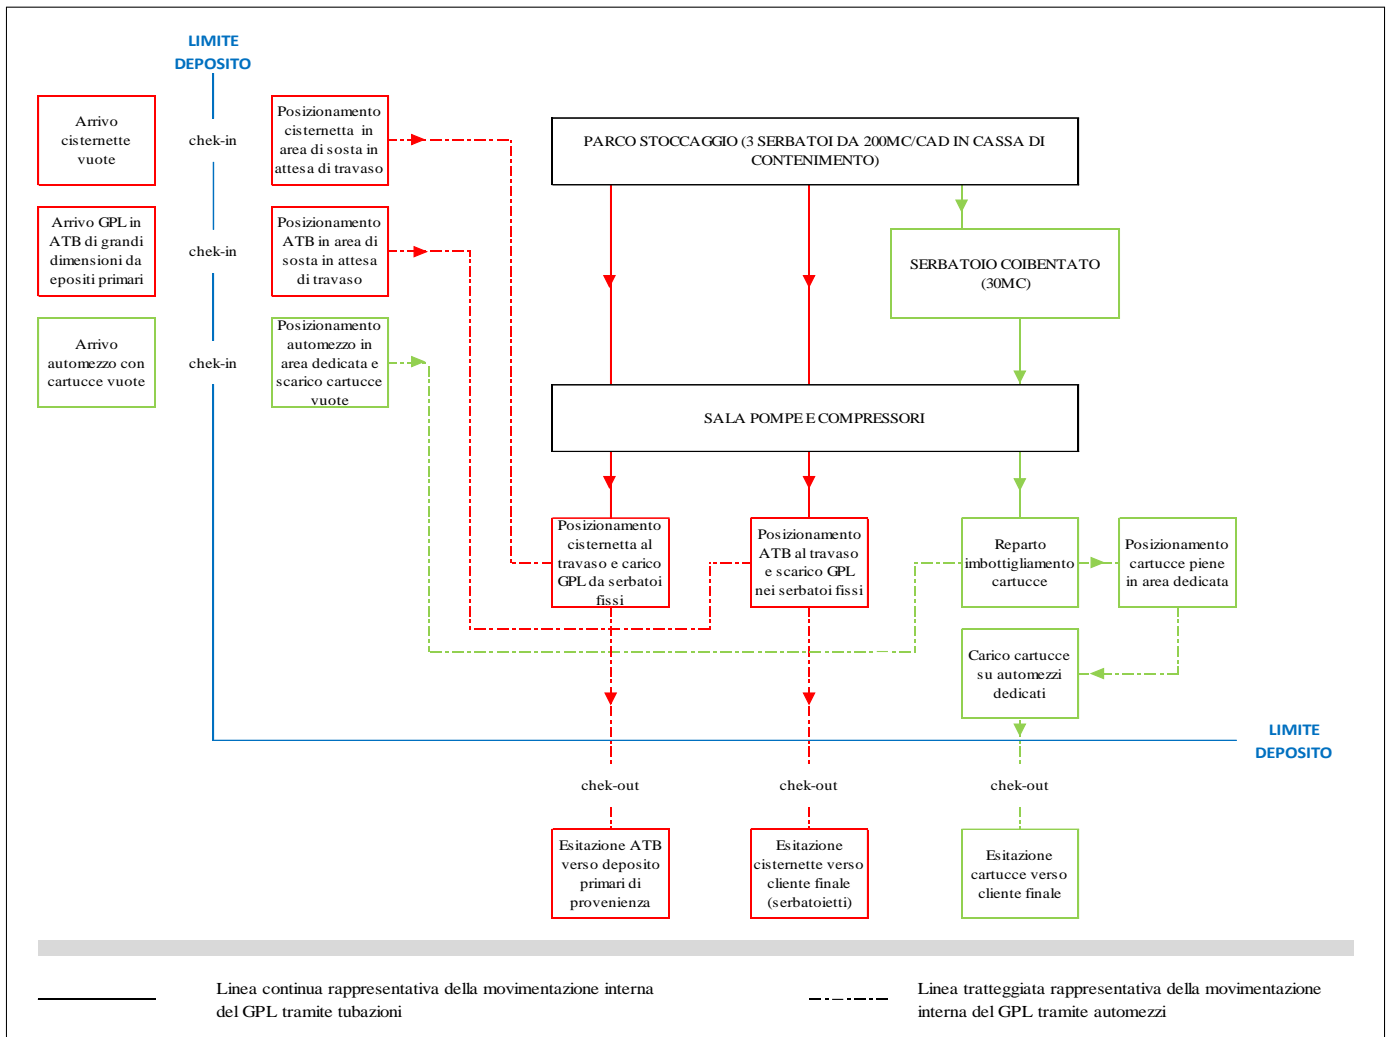 LIMITE
DEPOSITO
Arrivo
cisternette
vuote
chek-in
Posizionamento
cisternetta in
area di sosta in
attesa di travaso
PARCO STOCCAGGIO (3 SERBATOI DA 200MC/CAD IN CASSA DI
CONTENIMENTO)
Arrivo GPL in
ATB di grandi
dimensioni da
epositi primari
chek-in
Posizionamento
ATB in area di
sosta in attesa
di travaso
SERBATOIO COIBENTATO
(30MC)
Arrivo
automezzo con
cartucce vuote
chek-in
Posizionamento
automezzo in
area dedicata e
scarico cartucce
vuote
SALA POMPE E COMPRESSORI
Posizionamento
cisternetta al
travaso e carico
GPL da serbatoi
fissi
Posizionamento
ATB al travaso
e scarico GPL
nei serbatoi fissi
Reparto
imbottigliamento
cartucce
Posizionamento
cartucce piene
in area dedicata
Carico cartucce
su automezzi
dedicati
LIMITE
DEPOSITO
chek-out
chek-out
chek-out
Esitazione ATB
verso deposito
primari di
provenienza
Esitazione
cisternette verso
cliente finale
(serbatoietti)
Esitazione
cartucce verso
cliente finale
Linea continua rappresentativa della movimentazione interna
del GPL tramite tubazioni
Linea tratteggiata rappresentativa della movimentazione
interna del GPL tramite automezzi